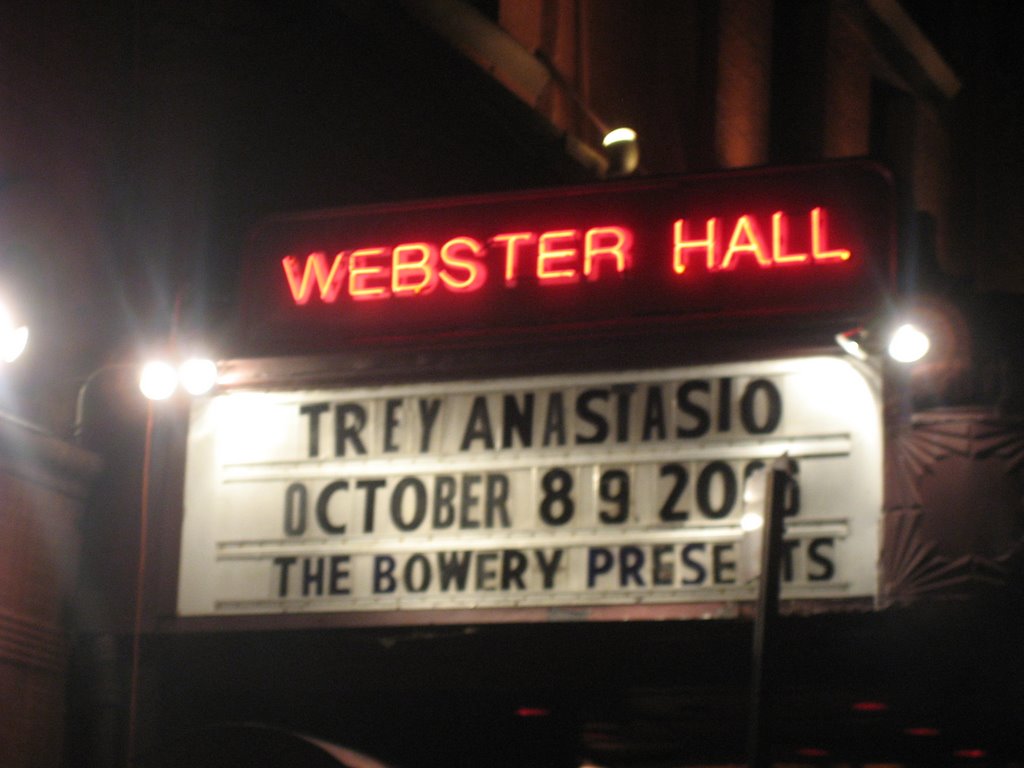 WEBSTER HALL
TREY ANASTASIO
OCTOBER 8 9
THE BOWERY PRESENTS